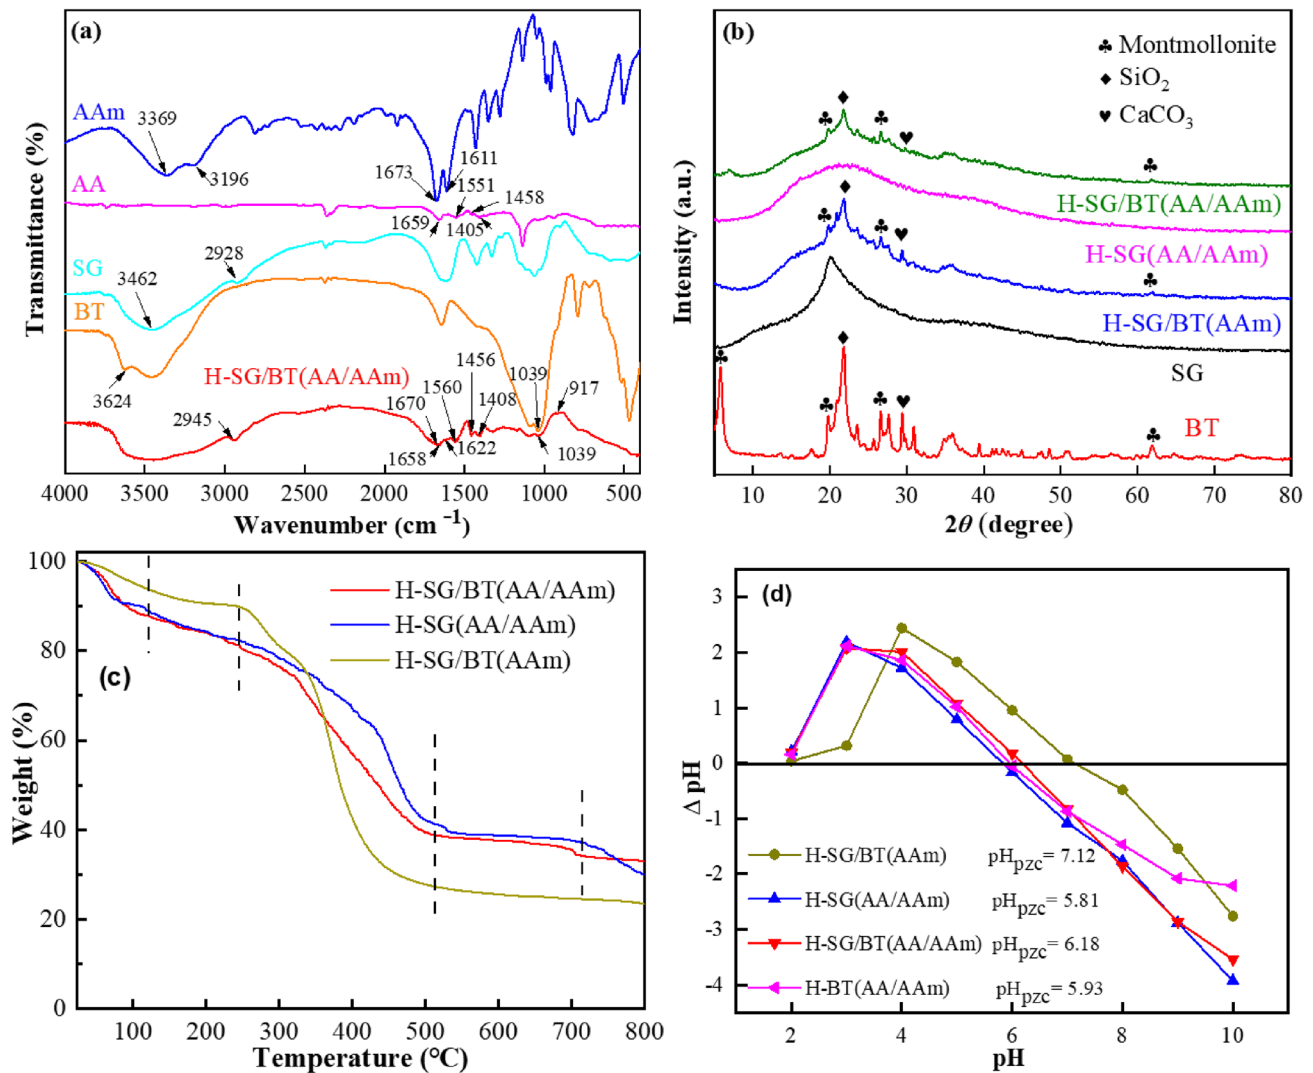 (a)
AAm
3369
3196
1673
1611
1551
1458
AA
1659
1405
2928
SG
3462
BT
3624
H-SG/BT(AA/AAm)
2945
1670
1560
1456
1408
1039
917
1658
1622
1039
Transmittance (%)
4000 3000 2000 1500 1000 500
Wavenumber (cm ⁻¹)
(b)
♣ Montmollonite
♦ SiO₂
♥ CaCO₃
H-SG/BT(AA/AAm)
H-SG(AA/AAm)
H-SG/BT(AAm)
SG
BT
Intensity (a.u.)
10 20 30 40 50 60 70 80
2θ (degree)
(c)
H-SG/BT(AA/AAm)
H-SG(AA/AAm)
H-SG/BT(AAm)
Weight (%)
100
80
60
40
20
0
100 200 300 400 500 600 700 800
Temperature (°C)
(d)
Δ pH
3
2
1
0
-1
-2
-3
-4
H-SG/BT(AAm) pHpzc= 7.12
H-SG(AA/AAm) pHpzc= 5.81
H-SG/BT(AA/AAm) pHpzc= 6.18
H-BT(AA/AAm) pHpzc= 5.93
2 4 6 8 10
pH